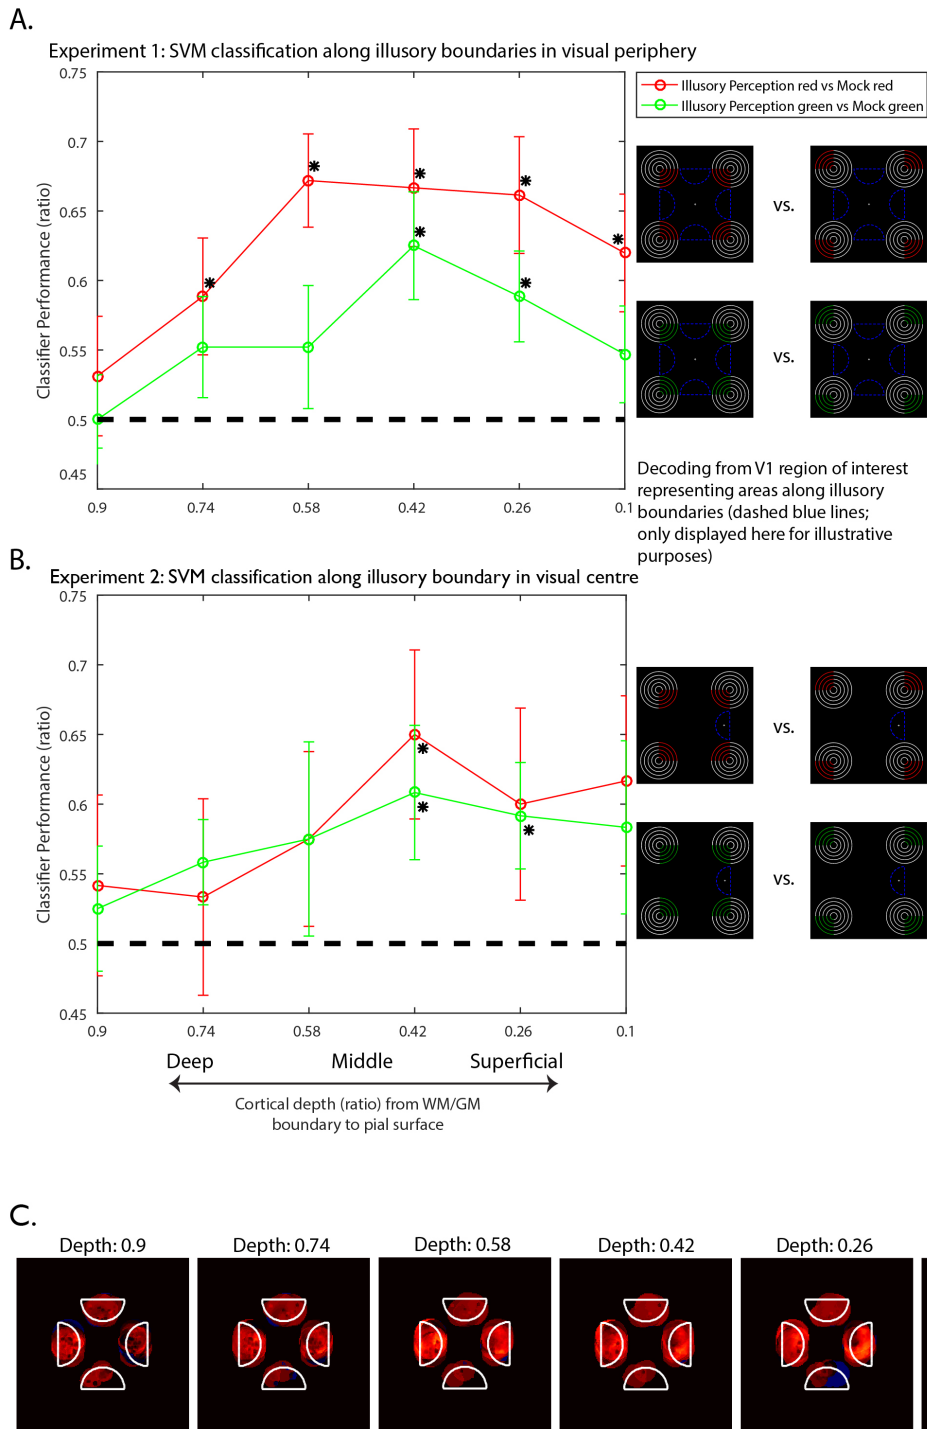 A.
Experiment 1: SVM classification along illusory boundaries in visual periphery
0.75
0.7
0.65
0.6
0.55
0.5
0.45
Classifier Performance (ratio)
0.9 0.74 0.58 0.42 0.26 0.1
Illusory Perception red vs Mock red
Illusory Perception green vs Mock green
vs.
vs.
Decoding from V1 region of interest
representing areas along illusory
boundaries (dashed blue lines;
only displayed here for illustrative
purposes)
B.
Experiment 2: SVM classification along illusory boundary in visual centre
0.75
0.7
0.65
0.6
0.55
0.5
0.45
Classifier Performance (ratio)
0.9 0.74 0.58 0.42 0.26 0.1
vs.
vs.
Deep Middle Superficial
Cortical depth (ratio) from WM/GM
boundary to pial surface
C.
Depth: 0.9 Depth: 0.74 Depth: 0.58 Depth: 0.42 Depth: 0.26